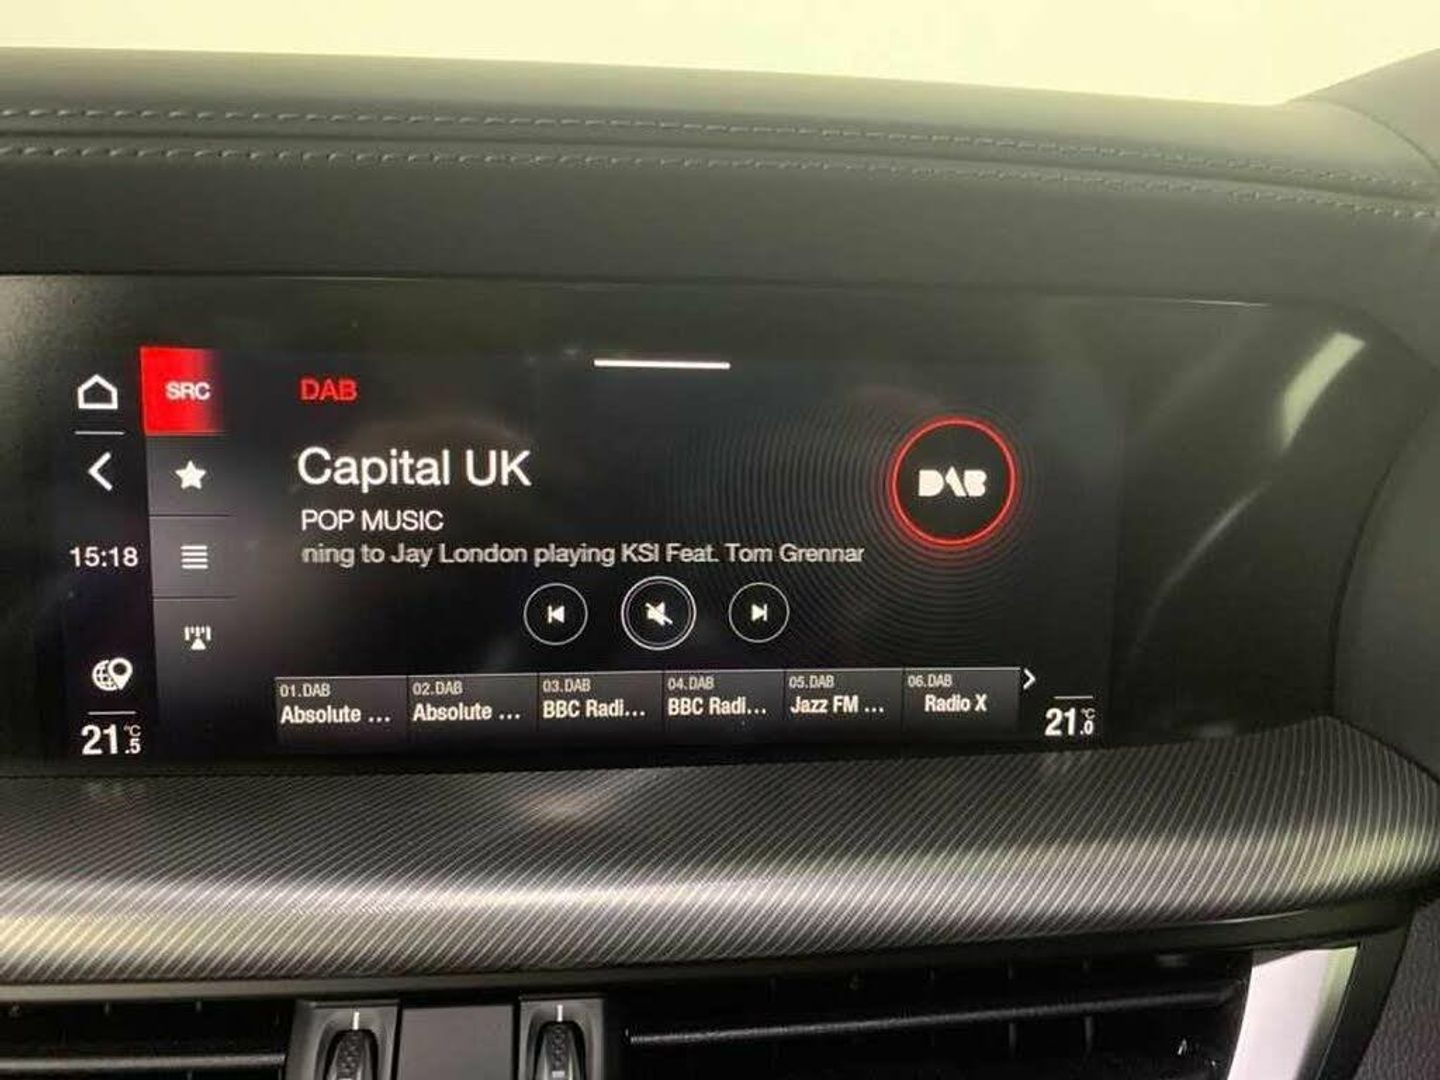 SRC
DAB
Capital UK
POP MUSIC
ning to Jay London playing KSI Feat. Tom Grennar
DAB
15:18
01.DAB
Absolute ...
02.DAB
Absolute ...
03.DAB
BBC Radi...
04.DAB
BBC Radi...
05.DAB
Jazz FM ...
06.DAB
Radio X
21.5 °C
21.0 °C